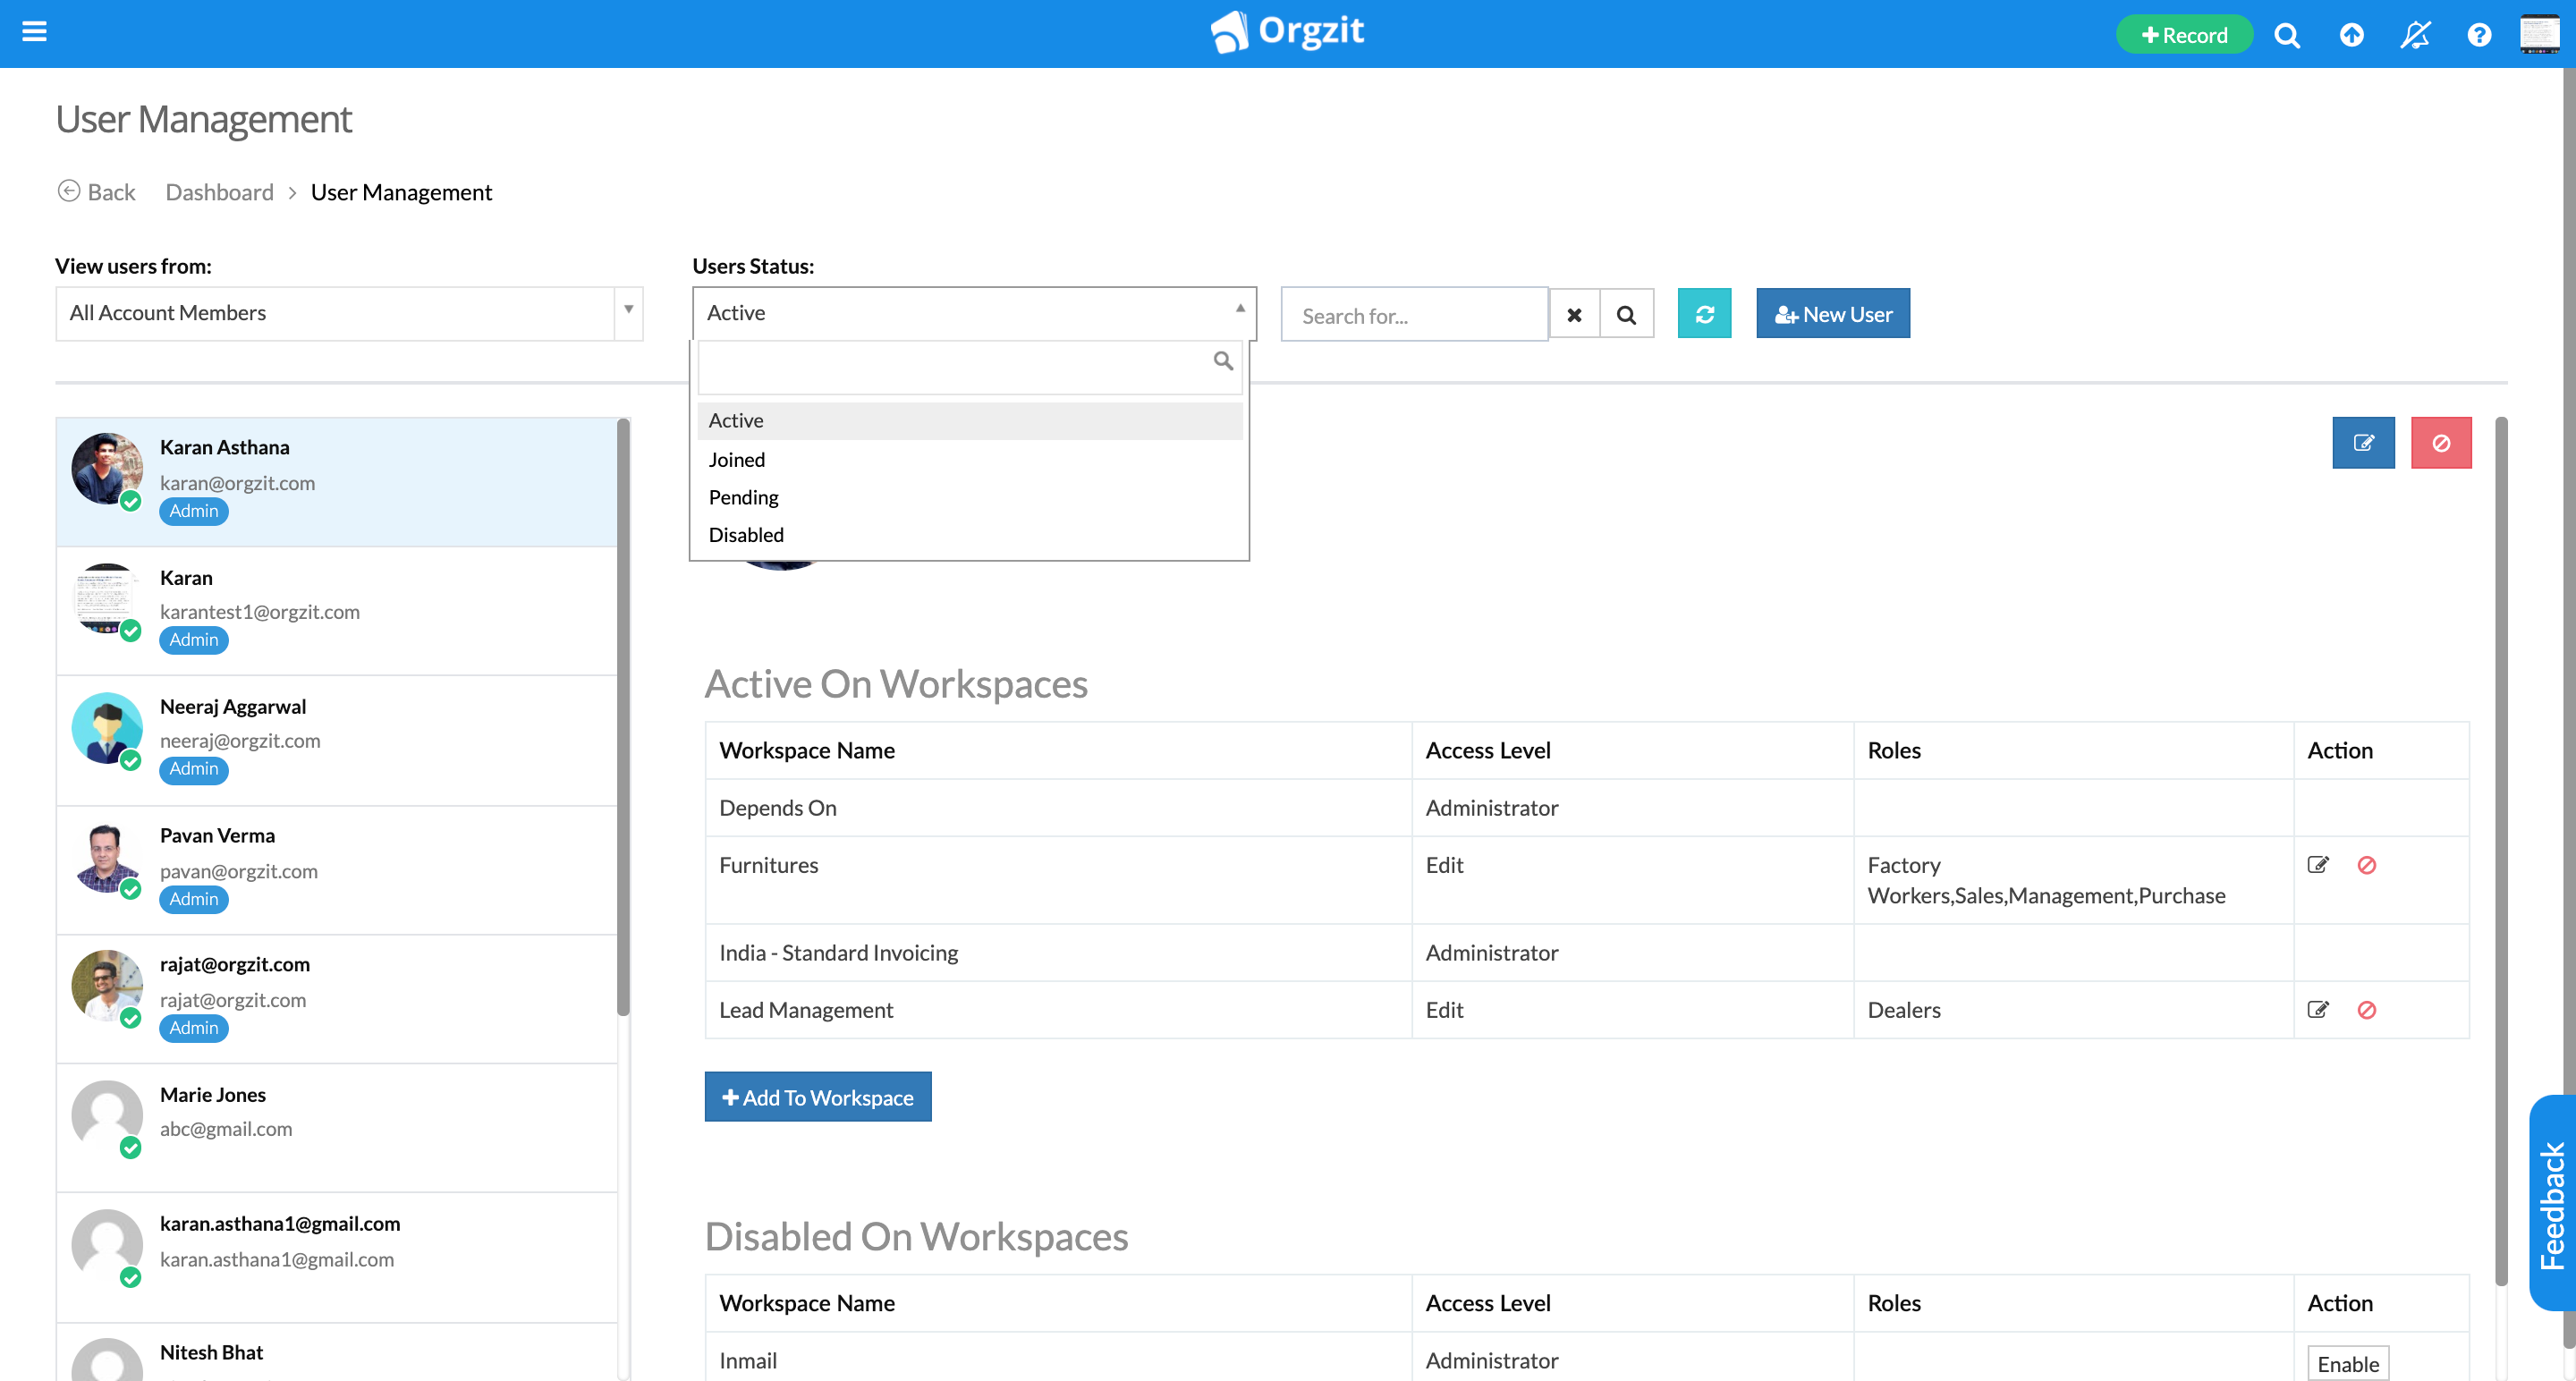 Orgzit
Record
User Management
Back Dashboard > User Management
View users from:
All Account Members
Users Status:
Active
Search for...
New User
Active
Joined
Pending
Disabled
Karan Asthana
karan@orgzit.com
Admin
Karan
karantest1@orgzit.com
Admin
Neeraj Aggarwal
neeraj@orgzit.com
Admin
Pavan Verma
pavan@orgzit.com
Admin
rajat@orgzit.com
rajat@orgzit.com
Admin
Marie Jones
abc@gmail.com
karan.asthana1@gmail.com
karan.asthana1@gmail.com
Nitesh Bhat
Active On Workspaces
Workspace Name Access Level Roles Action
Depends On Administrator
Furnitures Edit Factory
Workers,Sales,Management,Purchase
India - Standard Invoicing Administrator
Lead Management Edit Dealers
Add To Workspace
Disabled On Workspaces
Workspace Name Access Level Roles Action
Inmail Administrator Enable
Feedback